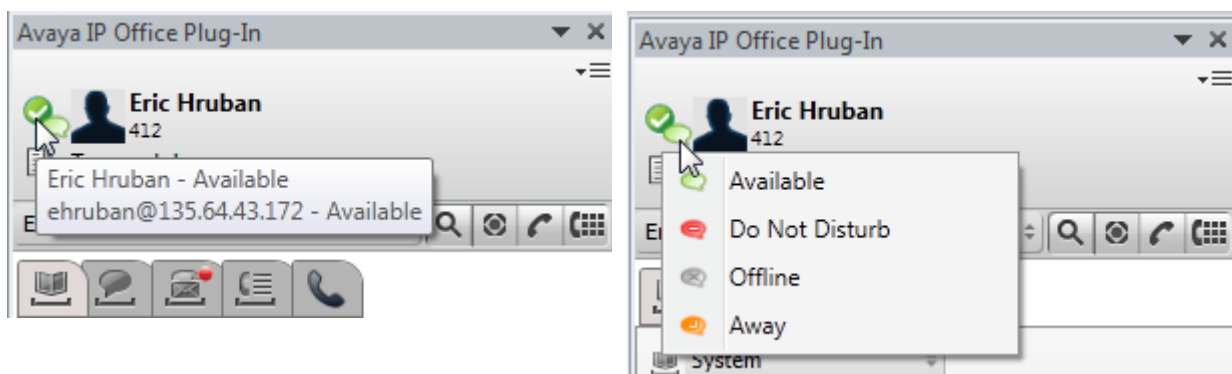 Avaya IP Office Plug-In
Eric Hruban
412
Eric Hruban - Available
ehruban@135.64.43.172 - Available
Avaya IP Office Plug-In
Eric Hruban
412
Available
Do Not Disturb
Offline
Away
System